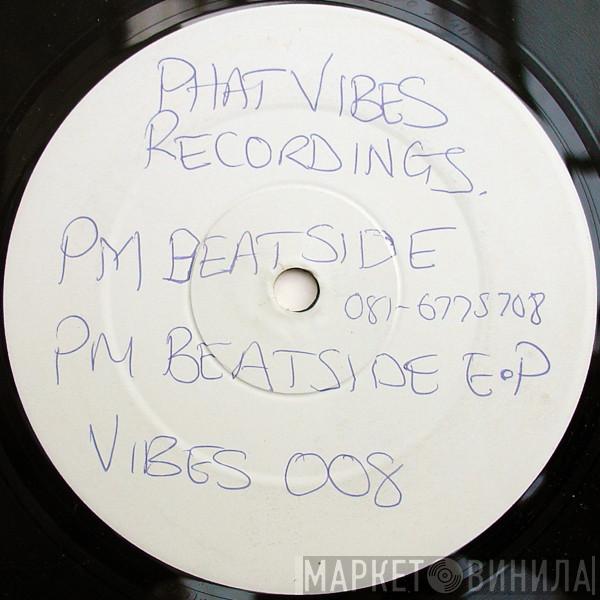 PHAT VIBES
RECORDINGS.
PM BEATSIDE
081-6775708
PM BEATSIDE E.P
VIBES 008
МАРКЕТ ВИНИЛА